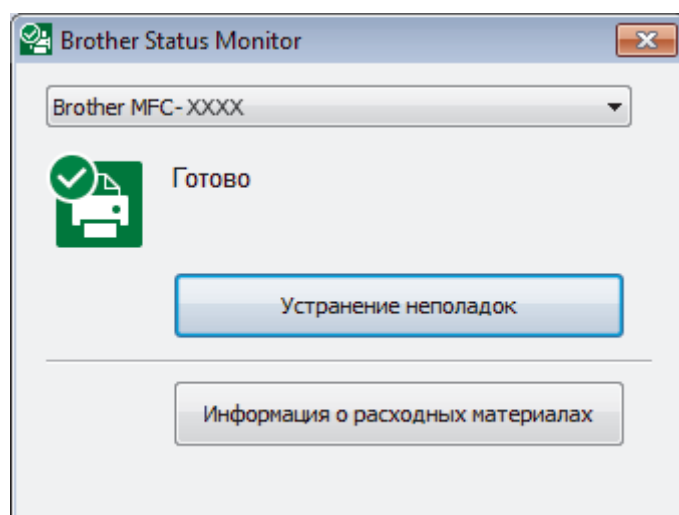 Brother Status Monitor
Brother MFC- XXXX
Готово
Устранение неполадок
Информация о расходных материалах